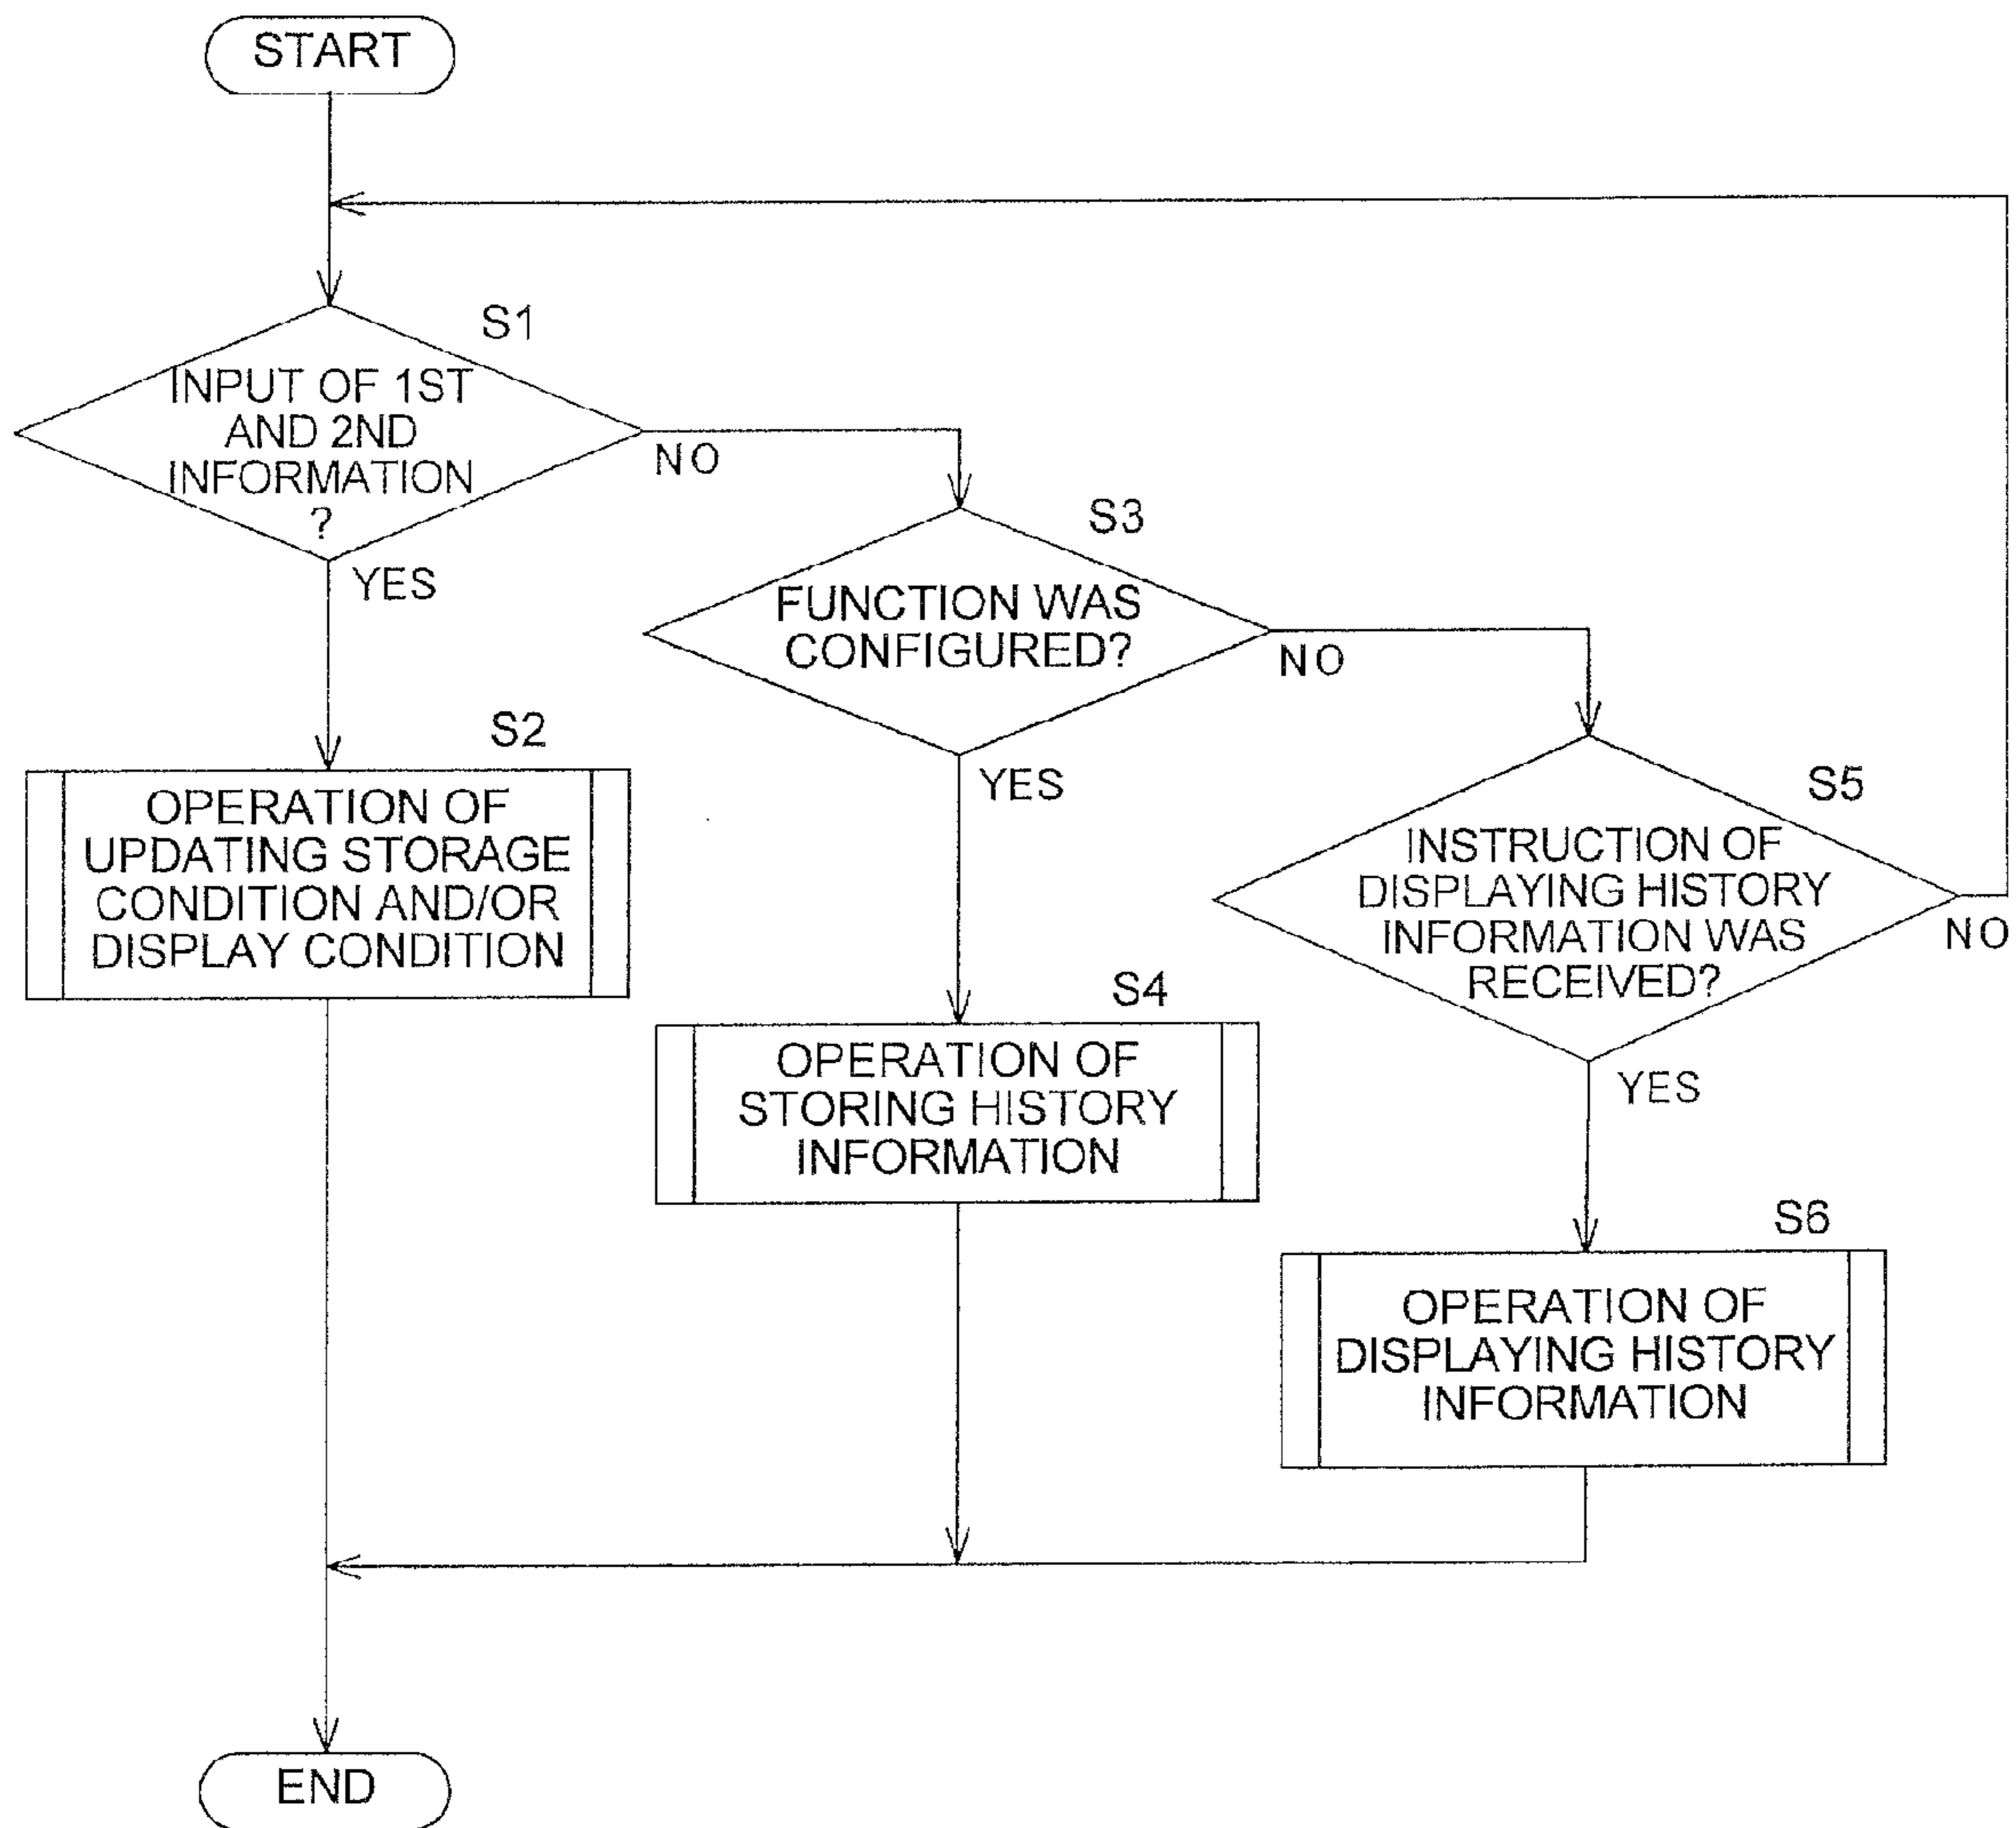 START
S1
INPUT OF 1ST
AND 2ND
INFORMATION
?
NO
YES
S3
FUNCTION WAS
CONFIGURED?
NO
YES
S2
OPERATION OF
UPDATING STORAGE
CONDITION AND/OR
DISPLAY CONDITION
S5
INSTRUCTION OF
DISPLAYING HISTORY
INFORMATION WAS
RECEIVED?
NO
YES
S4
OPERATION OF
STORING HISTORY
INFORMATION
S6
OPERATION OF
DISPLAYING HISTORY
INFORMATION
END